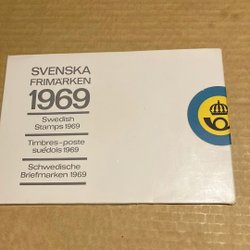 SVENSKA
FRIMÄRKEN
1969
Swedish
Stamps 1969
Timbres-poste
suédois 1969
Schwedische
Briefmarken 1969